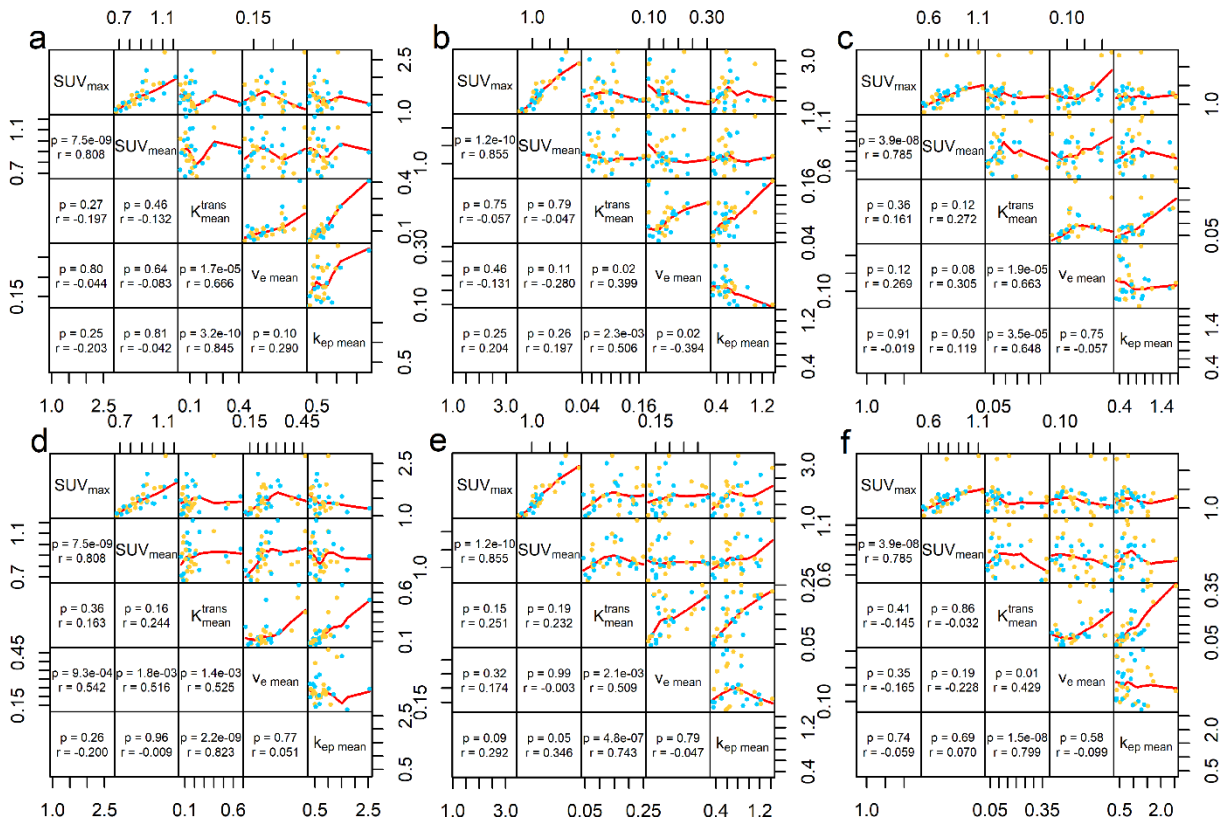 0.7 1.1 0.15
a
SUVmax
2.5
1.0
1.1
0.7
p = 7.5e-09
r = 0.808
SUVmean
p = 0.27
r = -0.197
p = 0.46
r = -0.132
Ktrans mean
0.4
0.1
0.15
p = 0.80
r = -0.044
p = 0.64
r = -0.083
p = 1.7e-05
r = 0.666
ve mean
p = 0.25
r = -0.203
p = 0.81
r = -0.042
p = 3.2e-10
r = 0.845
p = 0.10
r = 0.290
kep mean
0.5
1.0 2.5 0.1 0.4 0.5
1.0 0.10 0.30
b
SUVmax
3.0
1.0
1.0
p = 1.2e-10
r = 0.855
SUVmean
p = 0.75
r = -0.057
p = 0.79
r = -0.047
Ktrans mean
0.16
0.04
0.30
0.10
p = 0.46
r = -0.131
p = 0.11
r = -0.280
p = 0.02
r = 0.399
ve mean
p = 0.25
r = 0.204
p = 0.26
r = 0.197
p = 2.3e-03
r = 0.506
p = 0.02
r = -0.394
kep mean
1.2
0.4
1.0 3.0 0.04 0.16 0.4 1.2
0.6 1.1 0.10
c
SUVmax
1.0
1.1
0.6
p = 3.9e-08
r = 0.785
SUVmean
p = 0.36
r = 0.161
p = 0.12
r = 0.272
Ktrans mean
0.05
0.10
p = 0.12
r = 0.269
p = 0.08
r = 0.305
p = 1.9e-05
r = 0.663
ve mean
p = 0.91
r = -0.019
p = 0.50
r = 0.119
p = 3.5e-05
r = 0.648
p = 0.75
r = -0.057
kep mean
1.4
0.4
1.0 0.05 0.4 1.4
0.7 1.1 0.15 0.45
d
SUVmax
2.5
1.0
1.1
0.7
p = 7.5e-09
r = 0.808
SUVmean
p = 0.36
r = 0.163
p = 0.16
r = 0.244
Ktrans mean
0.6
0.1
0.45
0.15
p = 9.3e-04
r = 0.542
p = 1.8e-03
r = 0.516
p = 1.4e-03
r = 0.525
ve mean
p = 0.26
r = -0.200
p = 0.96
r = -0.009
p = 2.2e-09
r = 0.823
p = 0.77
r = 0.051
kep mean
2.5
0.5
1.0 2.5 0.1 0.6 0.5 2.5
1.0 0.15
e
SUVmax
3.0
1.0
1.0
p = 1.2e-10
r = 0.855
SUVmean
p = 0.15
r = 0.251
p = 0.19
r = 0.232
Ktrans mean
0.25
0.05
0.15
p = 0.32
r = 0.174
p = 0.99
r = -0.003
p = 2.1e-03
r = 0.509
ve mean
p = 0.09
r = 0.292
p = 0.05
r = 0.346
p = 4.8e-07
r = 0.743
p = 0.79
r = -0.047
kep mean
1.2
0.4
1.0 3.0 0.05 0.25 0.4 1.2
0.6 1.1 0.10
f
SUVmax
1.0
1.1
0.6
p = 3.9e-08
r = 0.785
SUVmean
p = 0.41
r = -0.145
p = 0.86
r = -0.032
Ktrans mean
0.35
0.05
0.10
p = 0.35
r = -0.165
p = 0.19
r = -0.228
p = 0.01
r = 0.429
ve mean
p = 0.74
r = -0.059
p = 0.69
r = 0.070
p = 1.5e-08
r = 0.799
p = 0.58
r = -0.099
kep mean
2.0
0.5
1.0 0.05 0.35 0.5 2.0